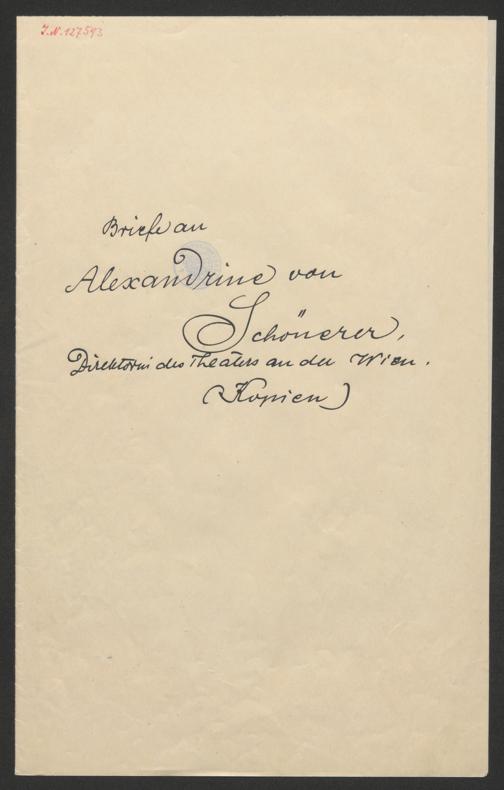 J.N.127593
Briefe an
Alexandrine von
Schönerer,
Direktorin des Theaters an der Wien.
(Kopien)